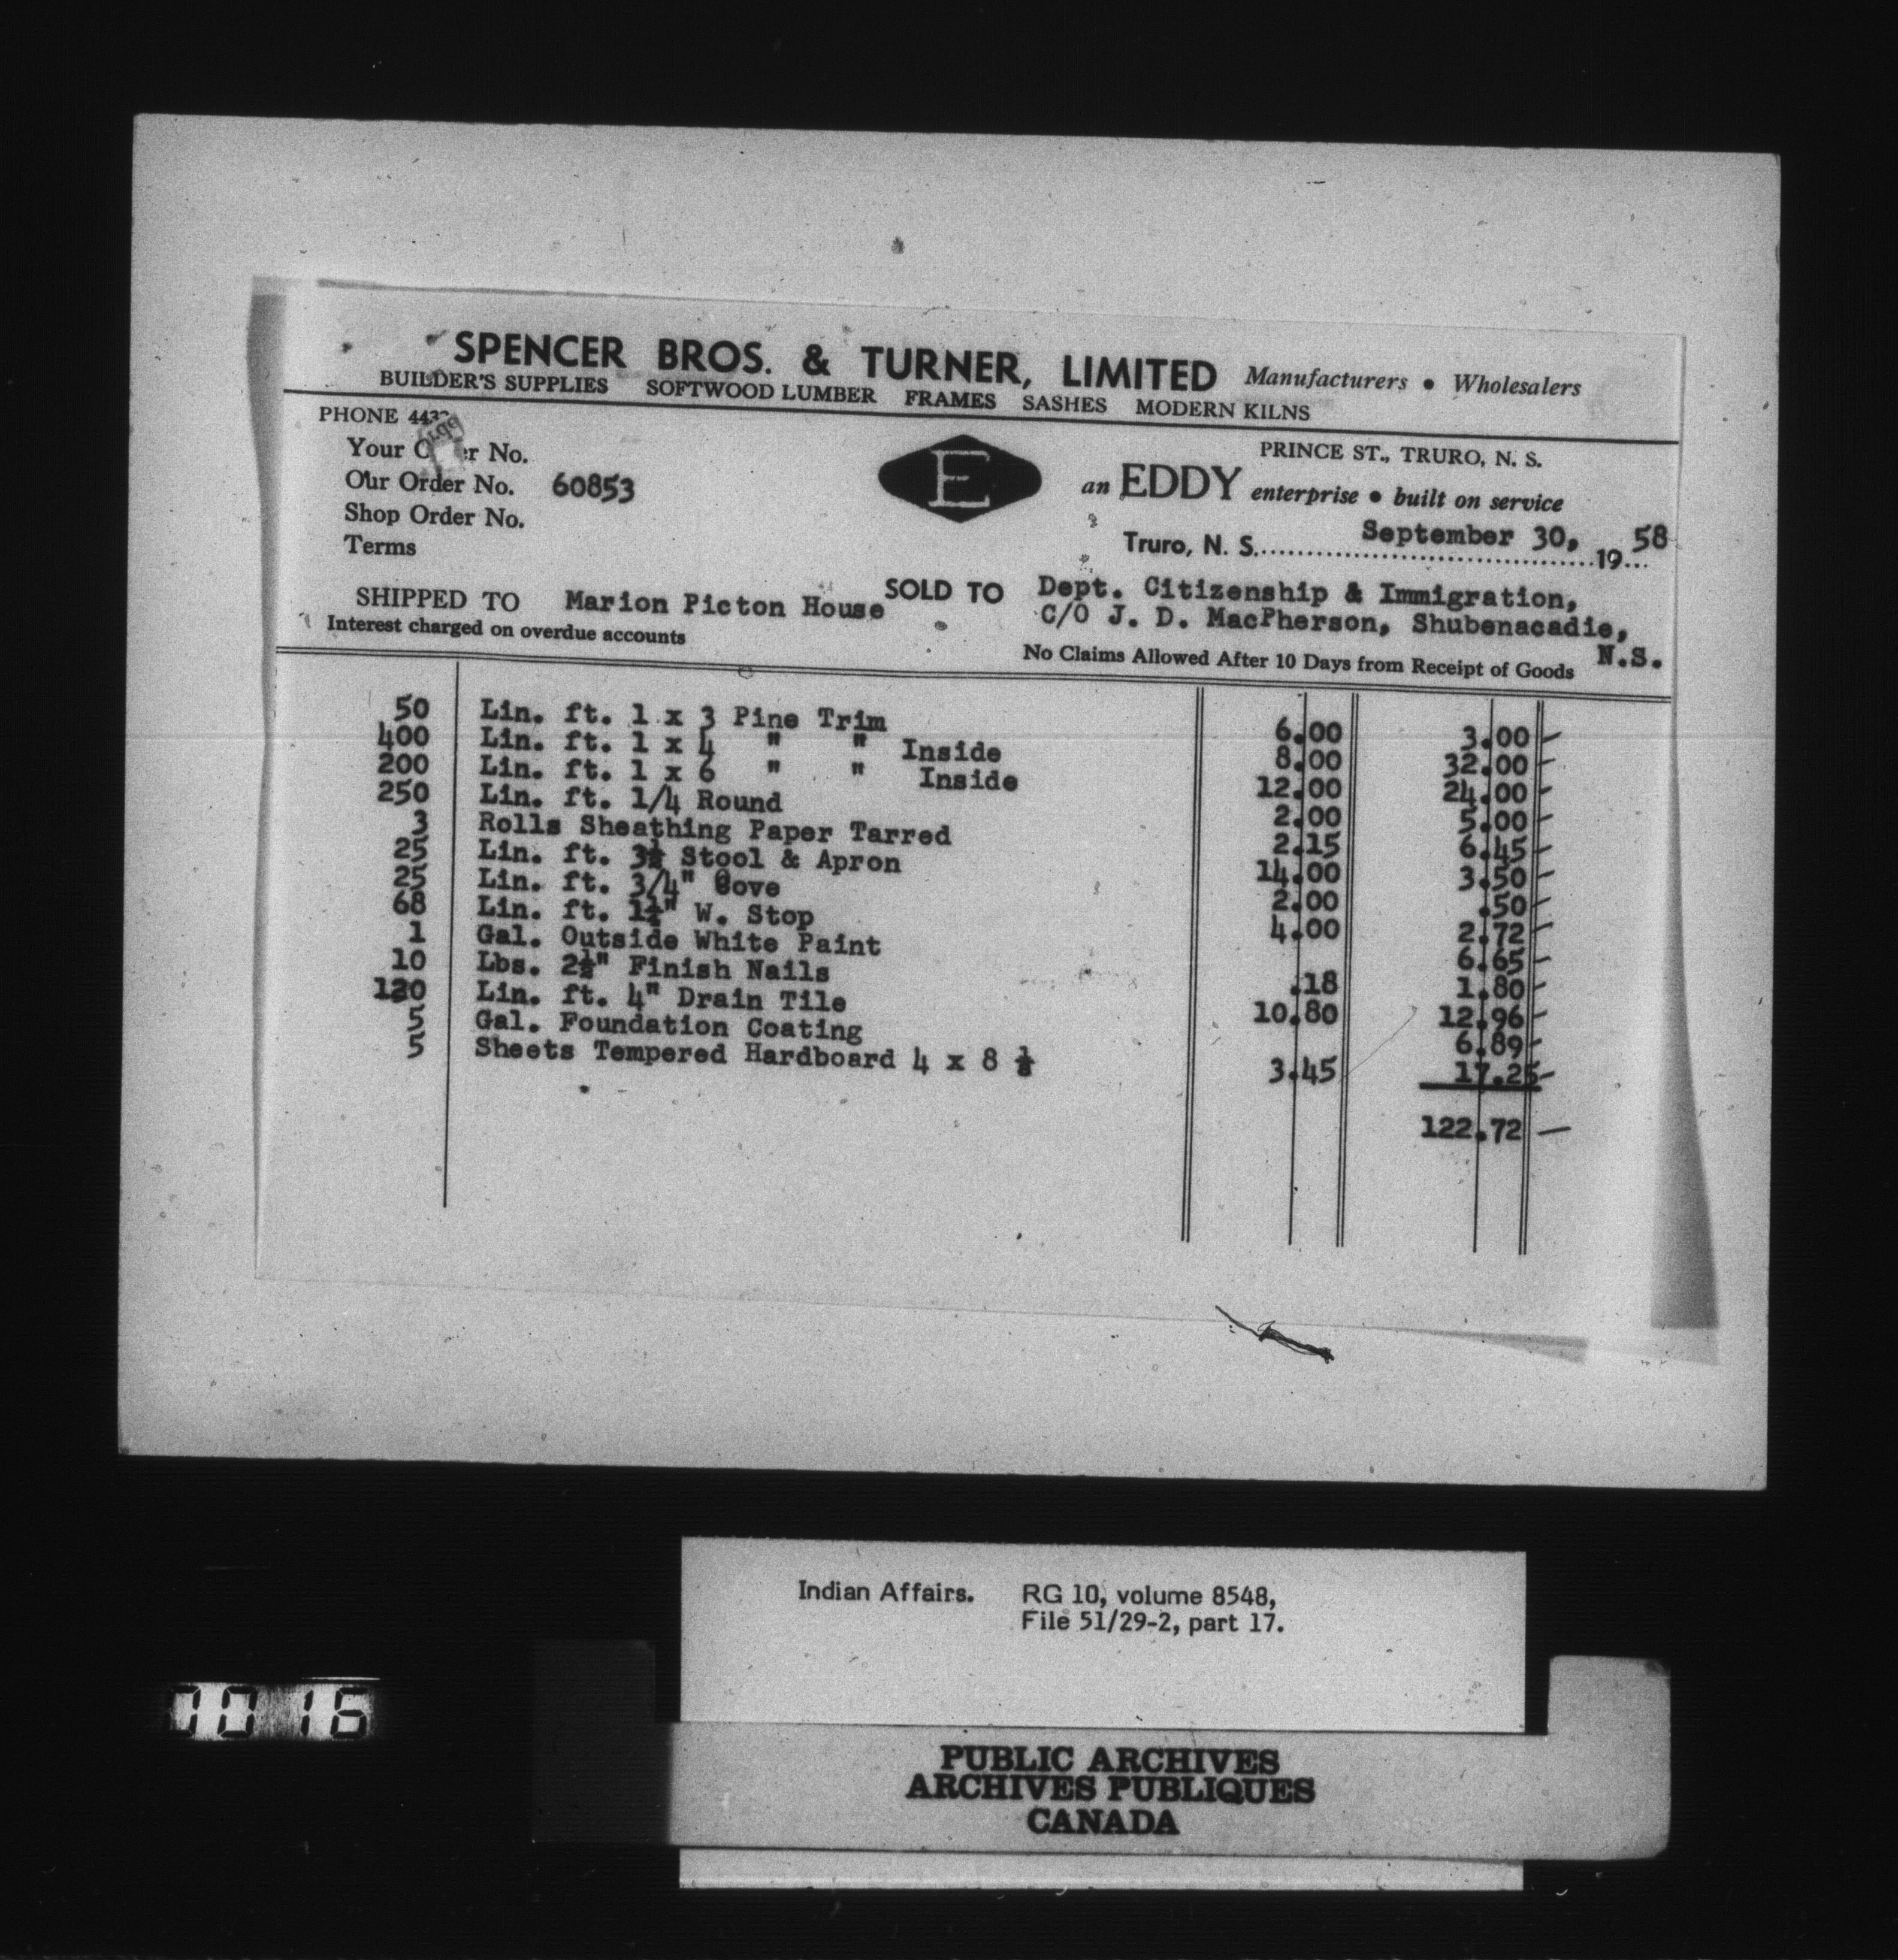 SPENCER BROS. & TURNER, LIMITED Manufacturers • Wholesalers
BUILDER'S SUPPLIES SOFTWOOD LUMBER FRAMES SASHES MODERN KILNS
PHONE
PRINCE ST., TRURO, N. S.
Your Order No.
Our Order No. 60853
Shop Order No.
Terms
E
an EDDY enterprise • built on service
Truro, N. S. September 30, 19 58
SHIPPED TO Marion Picton House
SOLD TO Dept. Citizenship & Immigration,
C/O J. D. MacPherson, Shubenacadie,
N.S.
Interest charged on overdue accounts
No Claims Allowed After 10 Days from Receipt of Goods
50 Lin. ft. 1 x 3 Pine Trim 6.00 3.00
400 Lin. ft. 1 x 4 " " Inside 8.00 32.00
200 Lin. ft. 1 x 6 " " Inside 12.00 24.00
250 Lin. ft. 1/4 Round 2.00 5.00
3 Rolls Sheathing Paper Tarred 2.15 6.45
25 Lin. ft. 3½ Stool & Apron 14.00 3.50
25 Lin. ft. 3/4" Cove 2.00 .50
68 Lin. ft. 1¼" W. Stop 4.00 2.72
1 Gal. Outside White Paint 6.65
10 Lbs. 2½" Finish Nails .18 1.80
120 Lin. ft. 4" Drain Tile 10.80 12.96
5 Gal. Foundation Coating 6.89
5 Sheets Tempered Hardboard 4 x 8 ⅛ 3.45 17.25
122.72
Indian Affairs. RG 10, volume 8548,
File 51/29-2, part 17.
0016
PUBLIC ARCHIVES
ARCHIVES PUBLIQUES
CANADA